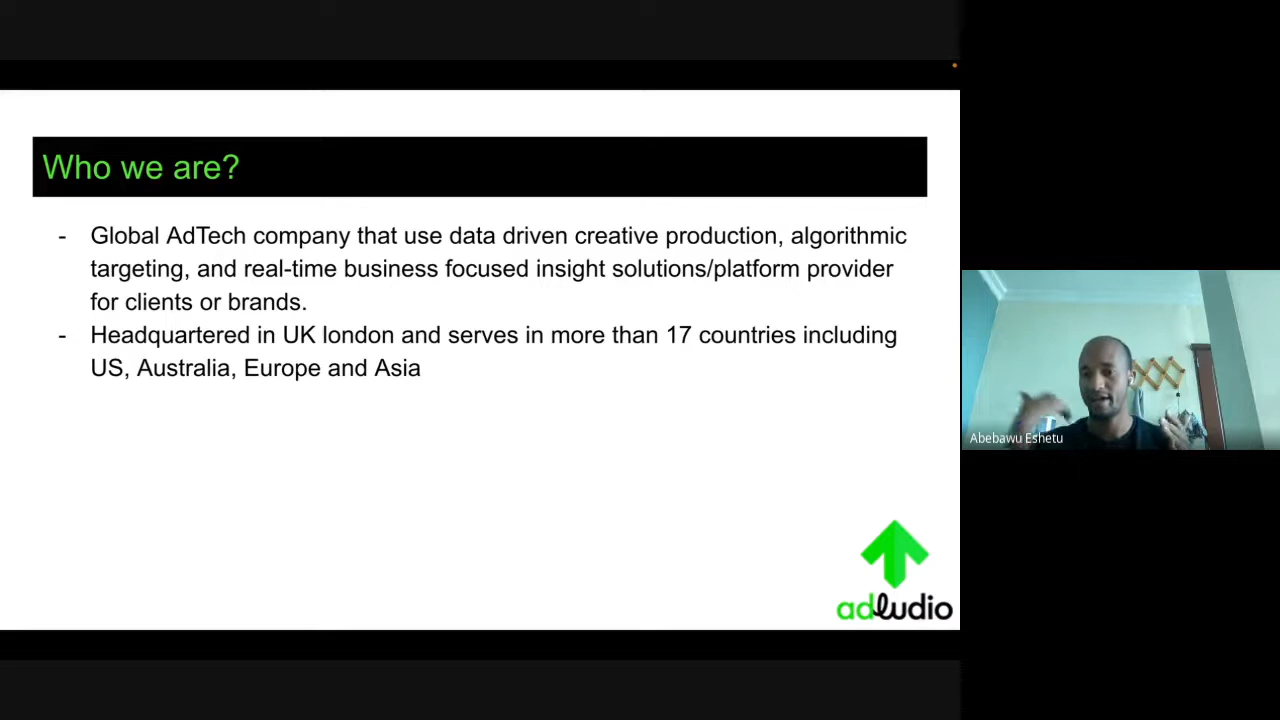 Who we are?
- Global AdTech company that use data driven creative production, algorithmic
targeting, and real-time business focused insight solutions/platform provider
for clients or brands.
- Headquartered in UK london and serves in more than 17 countries including
US, Australia, Europe and Asia
adludio
Abebawu Eshetu